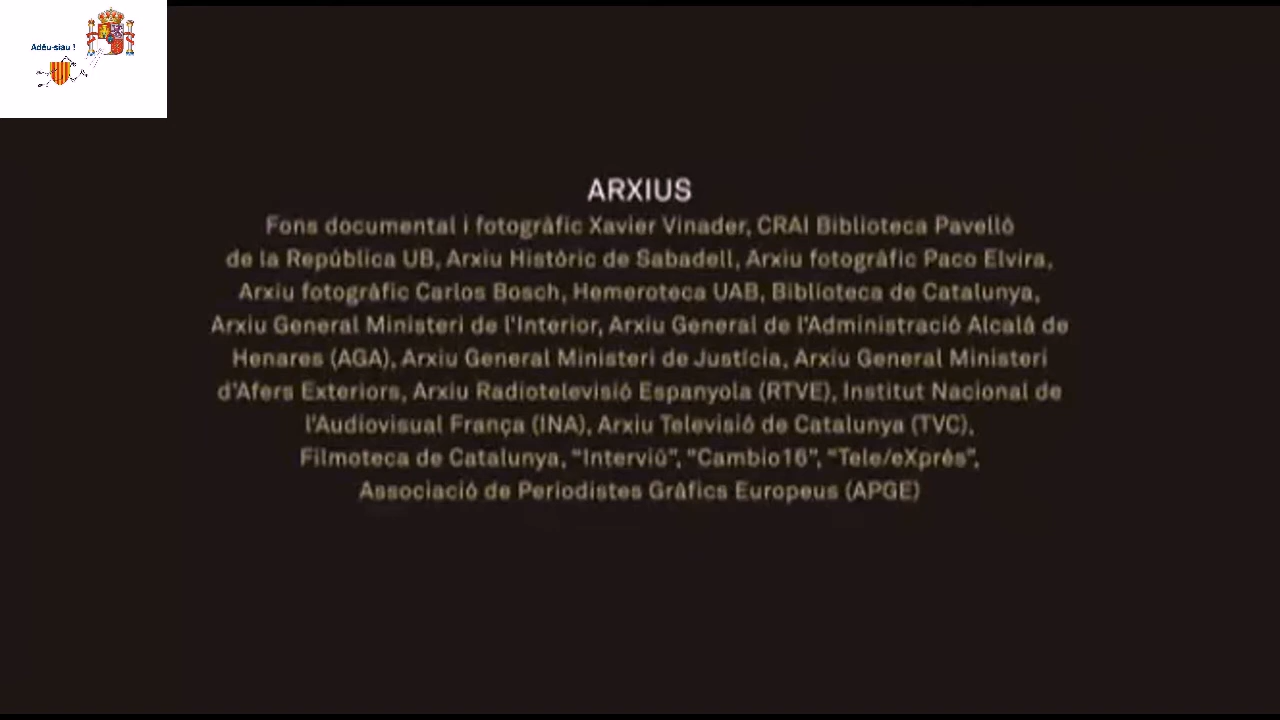 Adéu-siau !
ARXIUS
Fons documental i fotogràfic Xavier Vinader, CRAI Biblioteca Pavelló
de la República UB, Arxiu Històric de Sabadell, Arxiu fotogràfic Paco Elvira,
Arxiu fotogràfic Carlos Bosch, Hemeroteca UAB, Biblioteca de Catalunya,
Arxiu General Ministeri de l'Interior, Arxiu General de l'Administració Alcalá de
Henares (AGA), Arxiu General Ministeri de Justícia, Arxiu General Ministeri
d'Afers Exteriors, Arxiu Radiotelevisió Espanyola (RTVE), Institut Nacional de
l'Audiovisual França (INA), Arxiu Televisió de Catalunya (TVC),
Filmoteca de Catalunya, “Interviú”, “Cambio16”, “Tele/eXprés”,
Associació de Periodistes Gràfics Europeus (APGE)